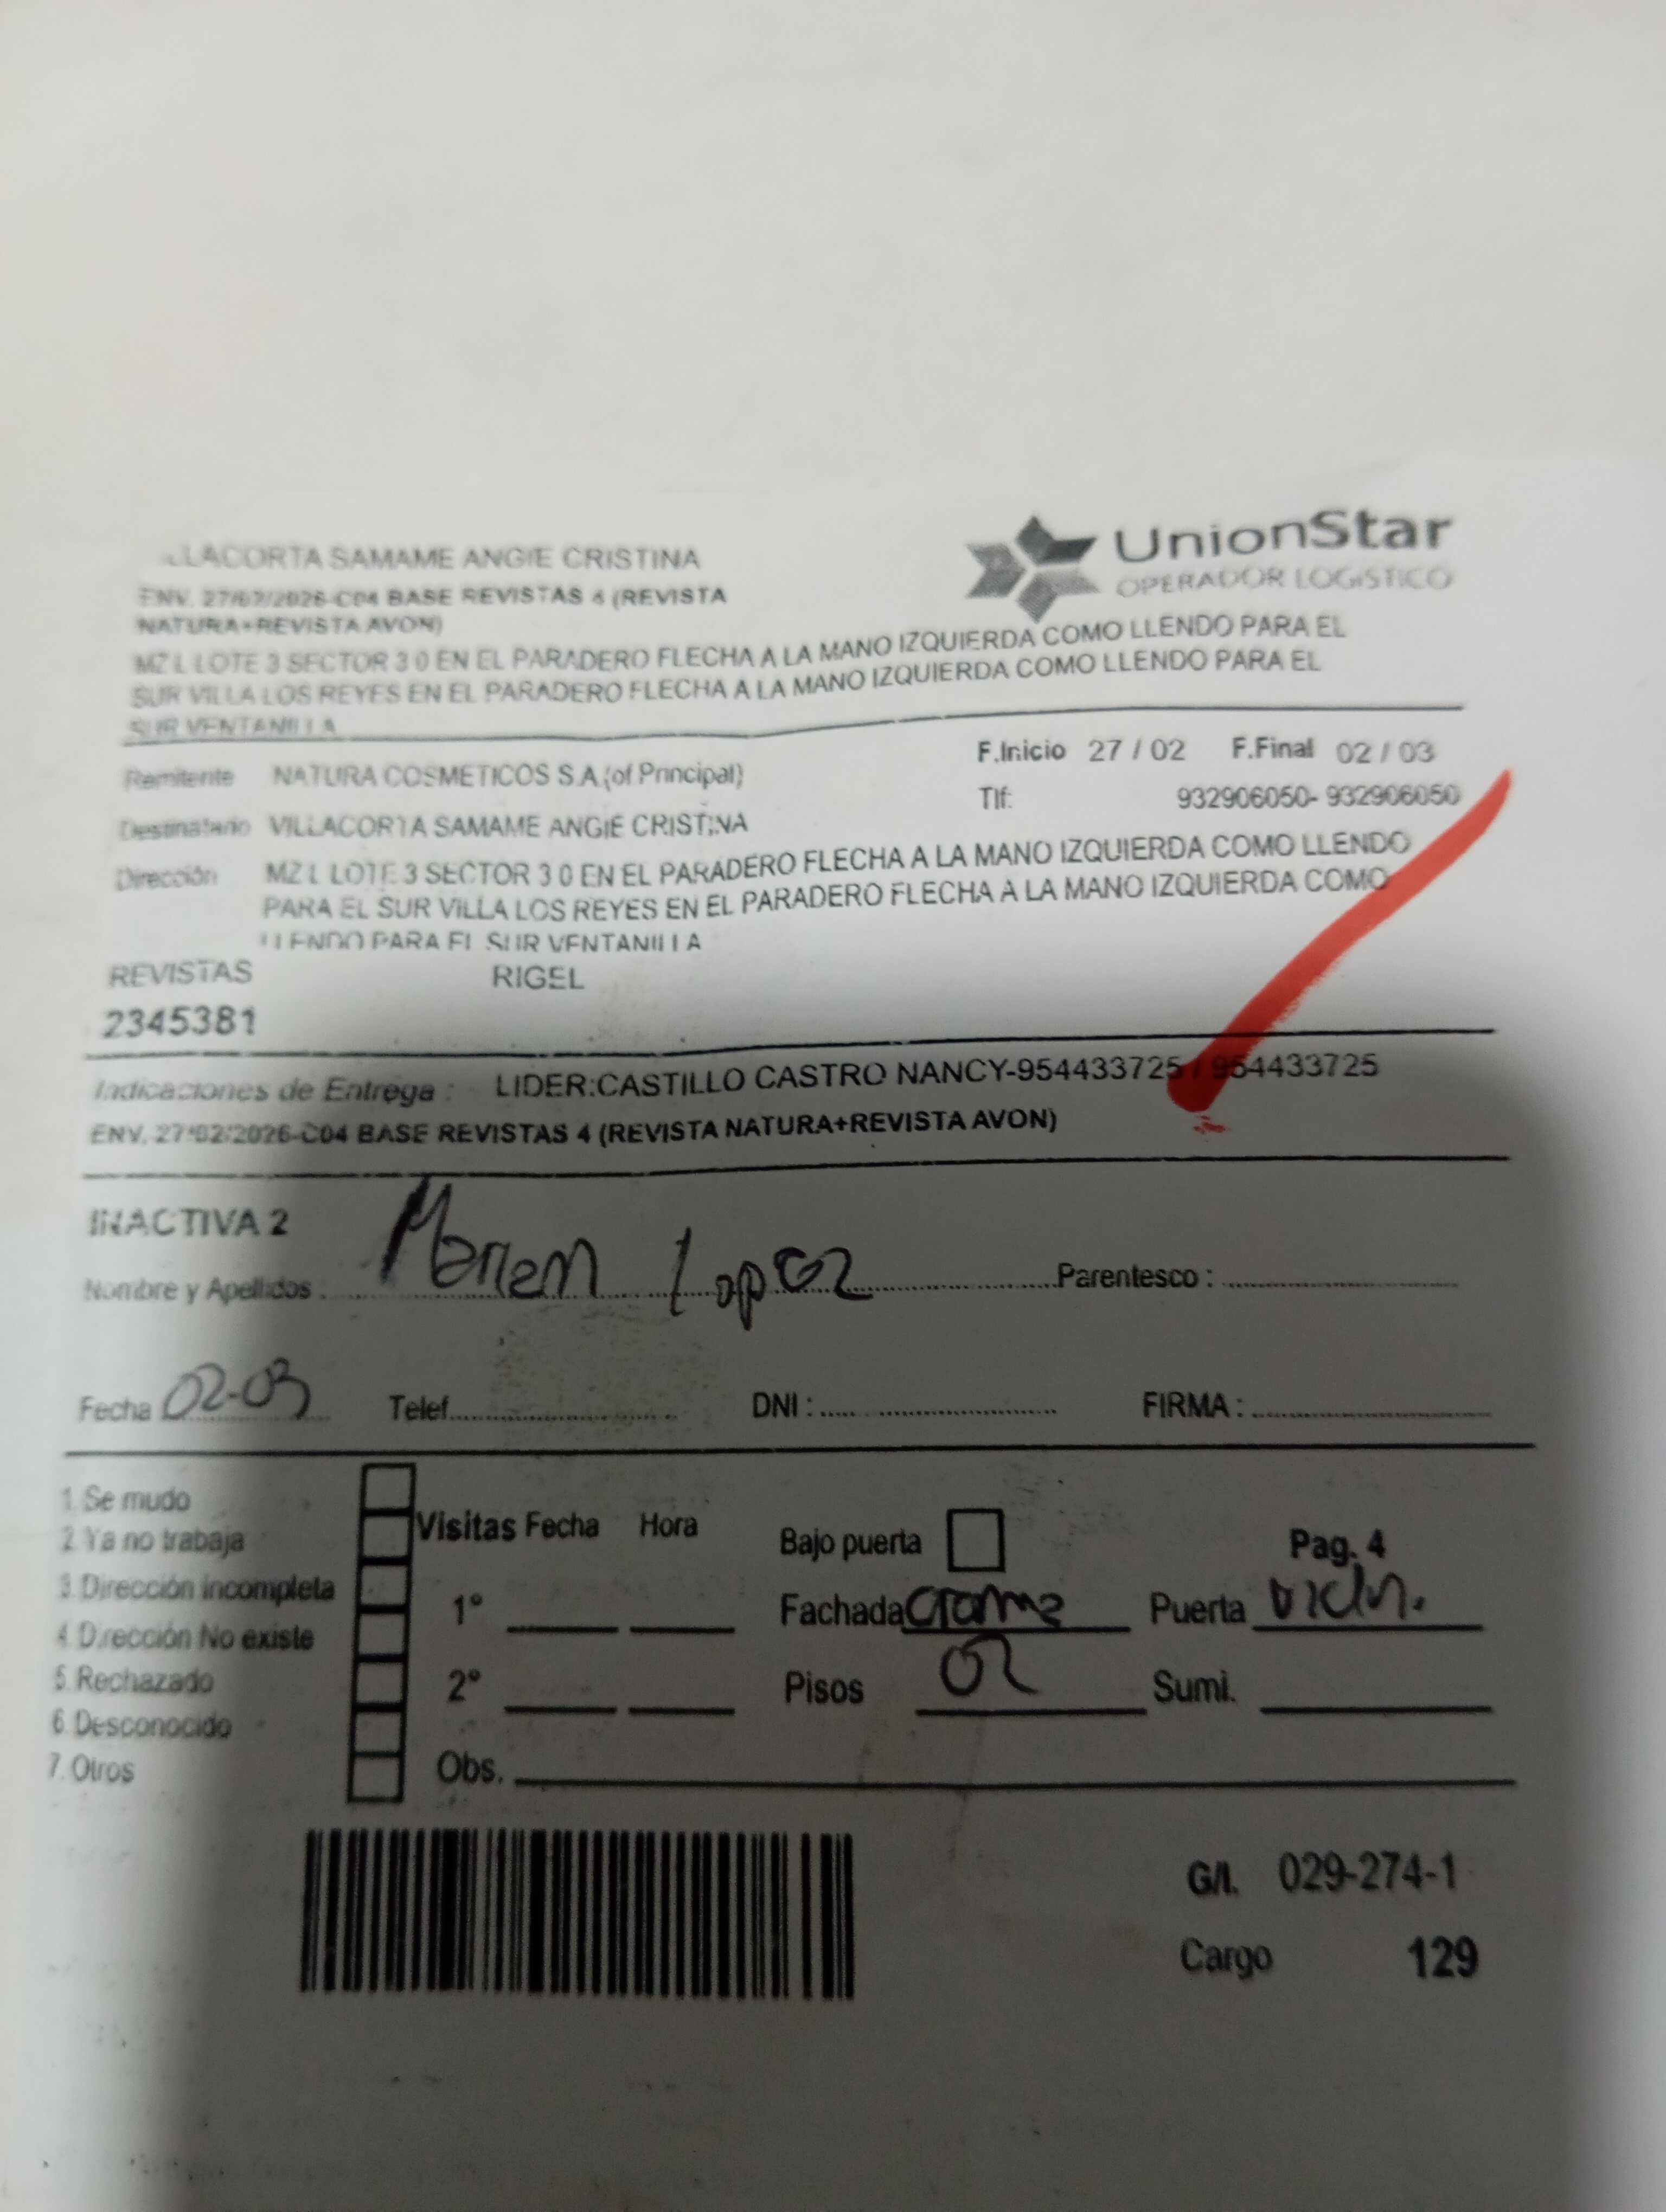 LLACORTA SAMAME ANGIE CRISTINA
UnionStar
OPERADOR LOGISTICO
ENV. 27/02/2026-C04 BASE REVISTAS 4 (REVISTA
NATURA+REVISTA AVON)
MZ L LOTE 3 SECTOR 3 0 EN EL PARADERO FLECHA A LA MANO IZQUIERDA COMO LLENDO PARA EL
SUR VILLA LOS REYES EN EL PARADERO FLECHA A LA MANO IZQUIERDA COMO LLENDO PARA EL
SUR VENTANILLA
F.Inicio 27 / 02 F.Final 02 / 03
Remitente NATURA COSMETICOS S.A.(of Principal)
Tlf: 932906050- 932906050
Destinatario VILLACORTA SAMAME ANGIE CRISTINA
Dirección MZ L LOTE 3 SECTOR 3 0 EN EL PARADERO FLECHA A LA MANO IZQUIERDA COMO LLENDO
PARA EL SUR VILLA LOS REYES EN EL PARADERO FLECHA A LA MANO IZQUIERDA COMO
LLENDO PARA EL SUR VENTANILLA
REVISTAS RIGEL
2345381
Indicaciones de Entrega : LIDER:CASTILLO CASTRO NANCY-954433725 / 954433725
ENV. 27/02/2026-C04 BASE REVISTAS 4 (REVISTA NATURA+REVISTA AVON)
INACTIVA 2
Nombre y Apellidos : Lopez Parentesco :
Fecha 02-03 Telef. DNI : FIRMA :
1. Se mudo
2. Ya no trabaja
3. Dirección incompleta
4. Dirección No existe
5. Rechazado
6. Desconocido
7. Otros
Visitas Fecha Hora
1°
2°
Obs.
Bajo puerta
Pag. 4
Fachada creme Puerta
Pisos 02 Sumi.
G/I. 029-274-1
Cargo 129